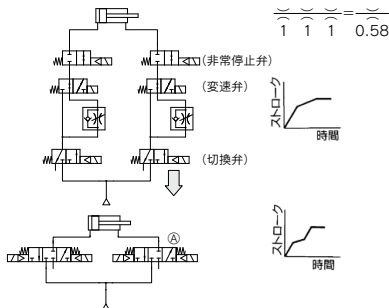 1 1 1 = 0.58
(非常停止弁)
(変速弁)
ストローク
時間
(切換弁)
Ⓐ
ストローク
時間